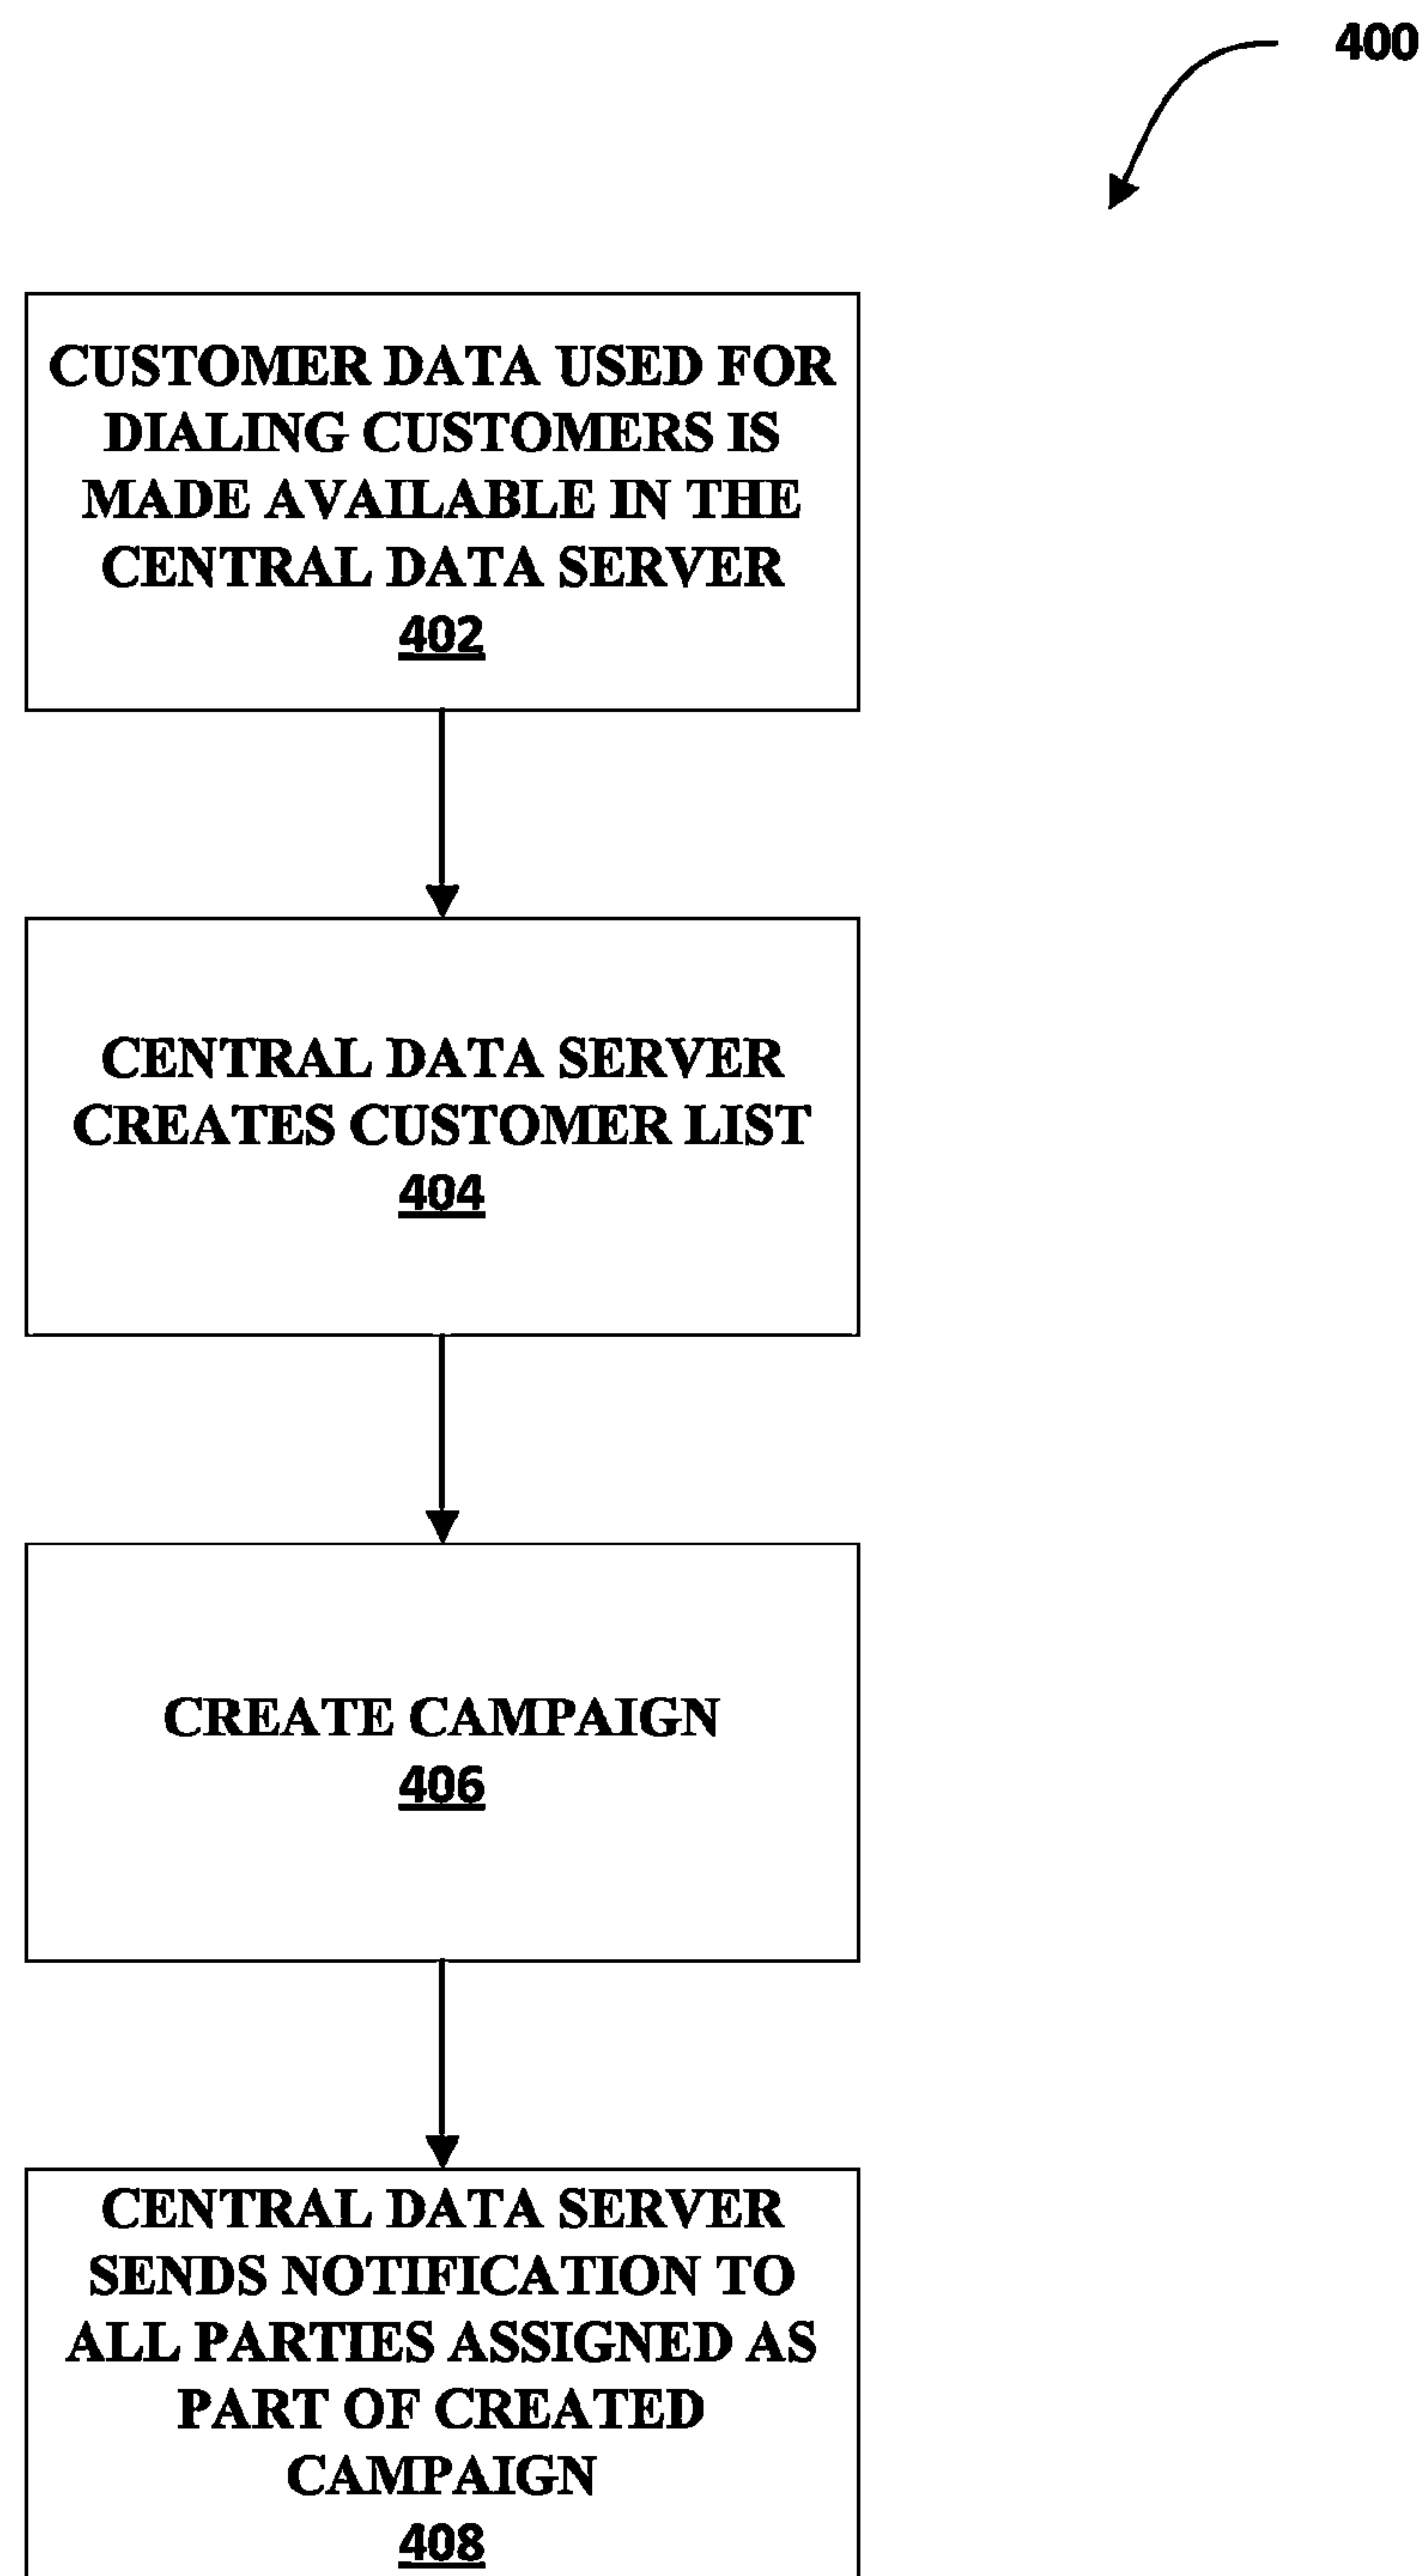 400
CUSTOMER DATA USED FOR
DIALING CUSTOMERS IS
MADE AVAILABLE IN THE
CENTRAL DATA SERVER
402
CENTRAL DATA SERVER
CREATES CUSTOMER LIST
404
CREATE CAMPAIGN
406
CENTRAL DATA SERVER
SENDS NOTIFICATION TO
ALL PARTIES ASSIGNED AS
PART OF CREATED
CAMPAIGN
408